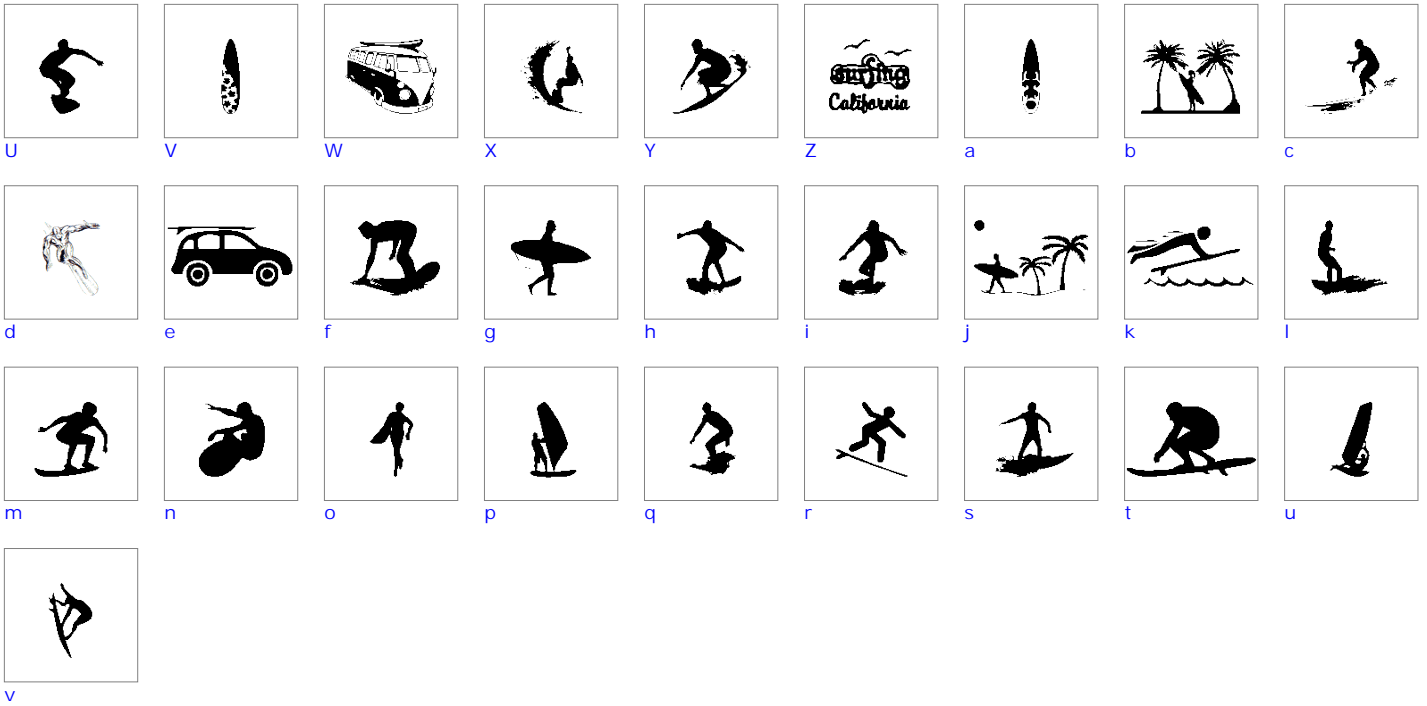 surfing
California
U V W X Y Z a b c
d e f g h i j k l
m n o p q r s t u
v